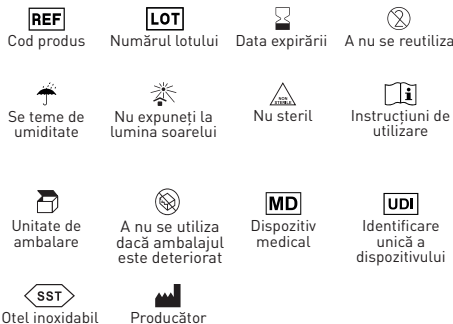 REF LOT
Cod produs Numărul lotului Data expirării A nu se reutiliza
NON
STERILE
Se teme de Nu expuneți la Nu steril Instrucțiuni de
umiditate lumina soarelui utilizare
MD UDI
Unitate de A nu se utiliza Dispozitiv Identificare
ambalare dacă ambalajul medical unică a
este deteriorat dispozitivului
SST
Oțel inoxidabil Producător